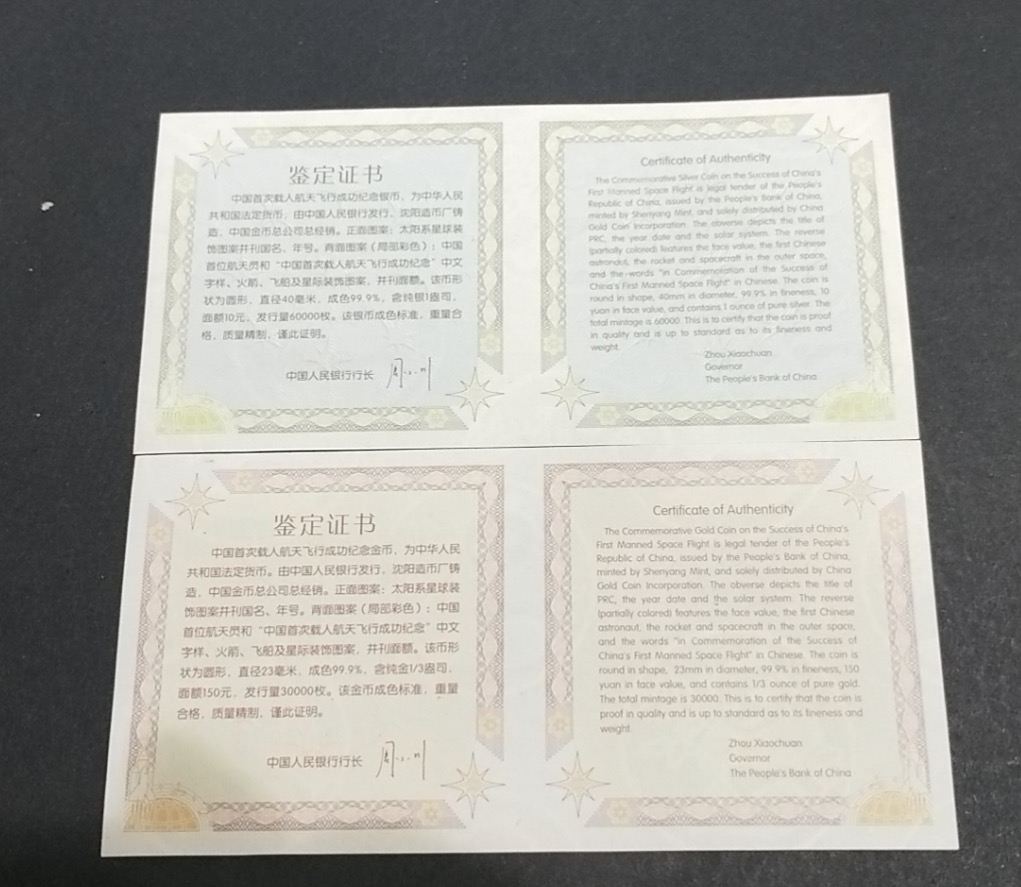 鉴定证书
中国首次载人航天飞行成功纪念银币，为中华人民
共和国法定货币，由中国人民银行发行，沈阳造币厂铸
造，中国金币总公司总经销。正面图案：太阳系星球装
饰图案并刊国名、年号。背面图案（局部彩色）：中国
首位航天员和“中国首次载人航天飞行成功纪念”中文
字样、火箭、飞船及星际装饰图案，并刊面额。该币形
状为圆形，直径40毫米，成色99.9%，含纯银1盎司，
面额10元，发行量60000枚。该银币成色标准，重量合
格，质量精制，谨此证明。
中国人民银行行长
Certificate of Authenticity
The Commemorative Silver Coin on the Success of China's
First Manned Space Flight is legal tender of the People's
Republic of China, issued by the People's Bank of China,
minted by Shenyang Mint, and solely distributed by China
Gold Coin Incorporation. The obverse depicts the title of
PRC, the year date and the solar system. The reverse
(partially colored) features the face value, the first Chinese
astronaut, the rocket and spacecraft in the outer space,
and the words "in Commemoration of the Success of
China's First Manned Space Flight" in Chinese. The coin is
round in shape, 40mm in diameter, 99.9% in fineness, 10
yuan in face value, and contains 1 ounce of pure silver. The
total mintage is 60000. This is to certify that the coin is proof
in quality and is up to standard as to its fineness and
weight.
Zhou Xiaochuan
Governor
The People's Bank of China
鉴定证书
中国首次载人航天飞行成功纪念金币，为中华人民
共和国法定货币。由中国人民银行发行，沈阳造币厂铸
造，中国金币总公司总经销。正面图案：太阳系星球装
饰图案并刊国名、年号。背面图案（局部彩色）：中国
首位航天员和“中国首次载人航天飞行成功纪念”中文
字样、火箭、飞船及星际装饰图案，并刊面额。该币形
状为圆形，直径23毫米，成色99.9%，含纯金1/3盎司，
面额150元，发行量30000枚。该金币成色标准，重量
合格，质量精制，谨此证明。
中国人民银行行长
Certificate of Authenticity
The Commemorative Gold Coin on the Success of China's
First Manned Space Flight is legal tender of the People's
Republic of China, issued by the People's Bank of China,
minted by Shenyang Mint, and solely distributed by China
Gold Coin Incorporation. The obverse depicts the title of
PRC, the year date and the solar system. The reverse
(partially colored) features the face value, the first Chinese
astronaut, the rocket and spacecraft in the outer space,
and the words "in Commemoration of the Success of
China's First Manned Space Flight" in Chinese. The coin is
round in shape, 23mm in diameter, 99.9% in fineness, 150
yuan in face value, and contains 1/3 ounce of pure gold.
The total mintage is 30000. This is to certify that the coin is
proof in quality and is up to standard as to its fineness and
weight.
Zhou Xiaochuan
Governor
The People's Bank of China